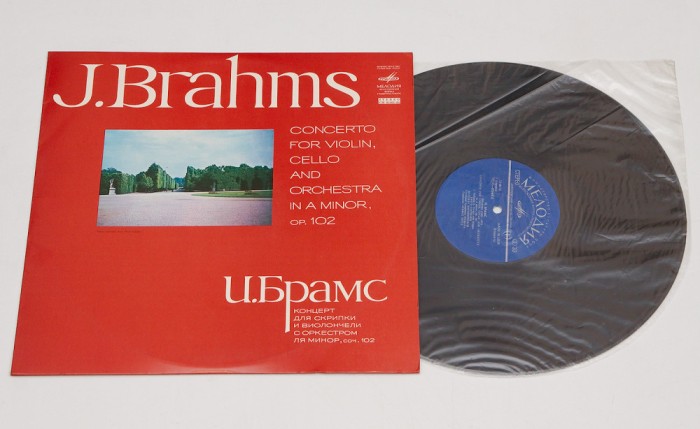 J.Brahms
МЕЛОДИЯ
CONCERTO
FOR VIOLIN,
CELLO
AND
ORCHESTRA
IN A MINOR,
OP. 102
И.Брамс
КОНЦЕРТ
ДЛЯ СКРИПКИ
И ВИОЛОНЧЕЛИ
С ОРКЕСТРОМ
ЛЯ МИНОР, СОЧ. 102
МЕЛОДИЯ